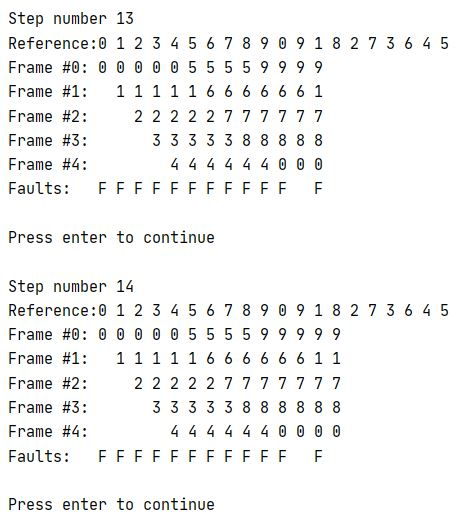 Step number 13
Reference:0 1 2 3 4 5 6 7 8 9 0 9 1 8 2 7 3 6 4 5
Frame #0: 0 0 0 0 0 5 5 5 5 9 9 9 9
Frame #1:   1 1 1 1 1 6 6 6 6 6 6 1
Frame #2:     2 2 2 2 2 7 7 7 7 7 7
Frame #3:       3 3 3 3 3 8 8 8 8 8
Frame #4:         4 4 4 4 4 4 0 0 0
Faults:   F F F F F F F F F F F   F
Press enter to continue
Step number 14
Reference:0 1 2 3 4 5 6 7 8 9 0 9 1 8 2 7 3 6 4 5
Frame #0: 0 0 0 0 0 5 5 5 5 9 9 9 9 9
Frame #1:   1 1 1 1 1 6 6 6 6 6 6 1 1
Frame #2:     2 2 2 2 2 7 7 7 7 7 7 7
Frame #3:       3 3 3 3 3 8 8 8 8 8 8
Frame #4:         4 4 4 4 4 4 0 0 0 0
Faults:   F F F F F F F F F F F   F
Press enter to continue